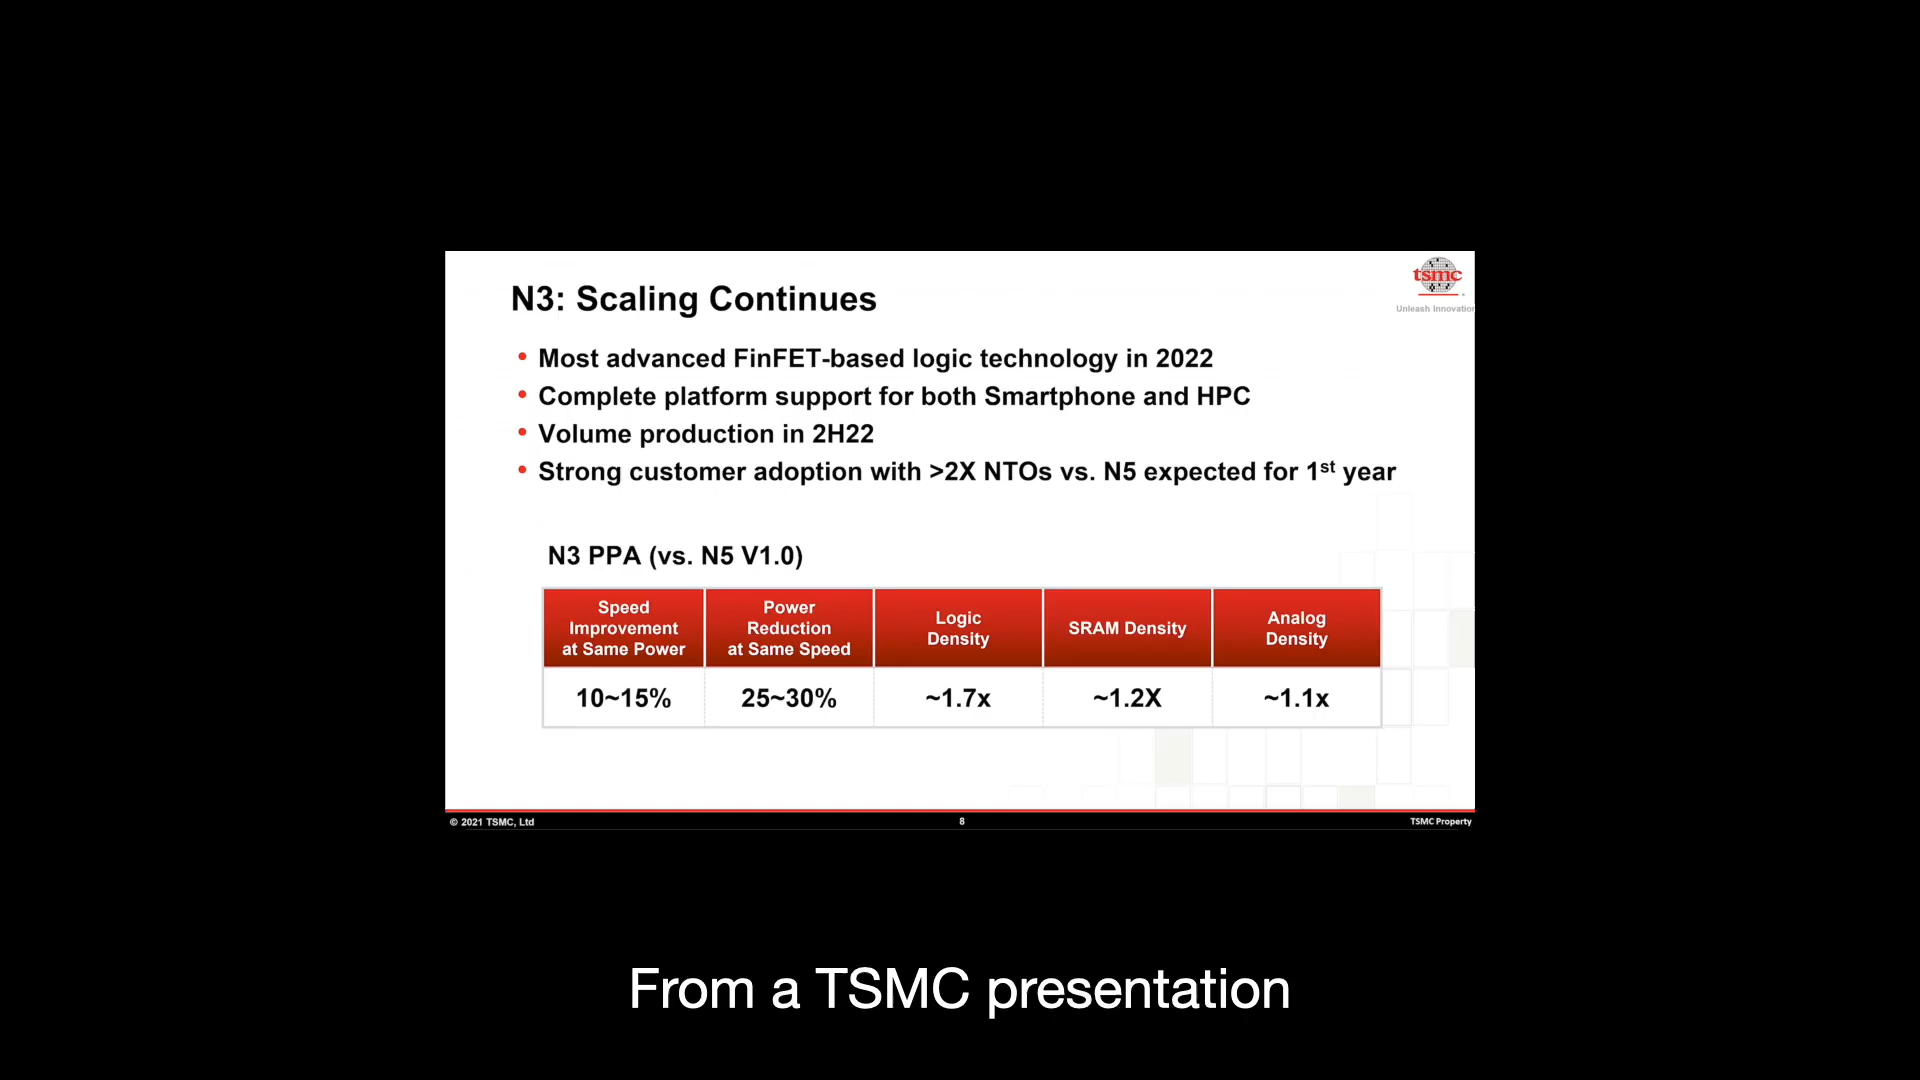 tsmc
Unleash Innovation
N3: Scaling Continues
• Most advanced FinFET-based logic technology in 2022
• Complete platform support for both Smartphone and HPC
• Volume production in 2H22
• Strong customer adoption with >2X NTOs vs. N5 expected for 1st year
N3 PPA (vs. N5 V1.0)
Speed
Improvement
at Same Power
Power
Reduction
at Same Speed
Logic
Density
SRAM Density
Analog
Density
10~15%
25~30%
~1.7x
~1.2X
~1.1x
© 2021 TSMC, Ltd
8
TSMC Property
From a TSMC presentation